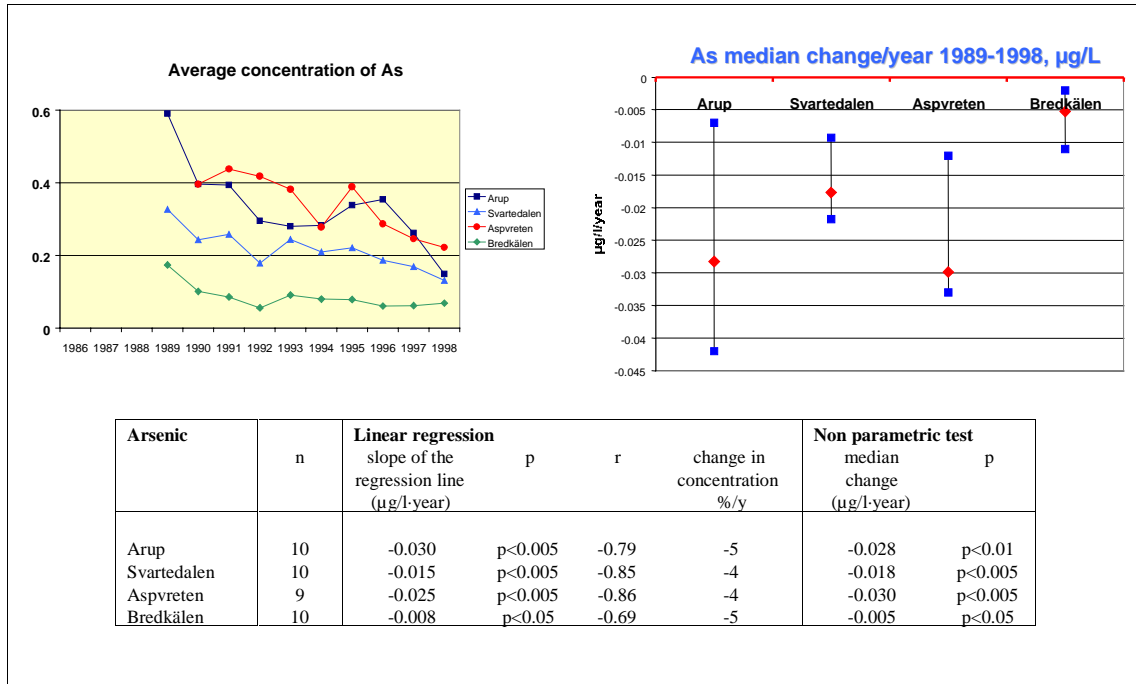 Average concentration of As
0.6
0.4
0.2
0
1986 1987 1988 1989 1990 1991 1992 1993 1994 1995 1996 1997 1998
Arup
Svartedalen
Aspvreten
Bredkälen
As median change/year 1989-1998, µg/L
0
-0.005
-0.01
-0.015
-0.02
-0.025
-0.03
-0.035
-0.04
-0.045
µg/l/year
Arup Svartedalen Aspvreten Bredkälen
Arsenic Linear regression Non parametric test
n slope of the p r change in median p
regression line concentration change
(µg/l·year) %/y (µg/l·year)
Arup 10 -0.030 p<0.005 -0.79 -5 -0.028 p<0.01
Svartedalen 10 -0.015 p<0.005 -0.85 -4 -0.018 p<0.005
Aspvreten 9 -0.025 p<0.005 -0.86 -4 -0.030 p<0.005
Bredkälen 10 -0.008 p<0.05 -0.69 -5 -0.005 p<0.05